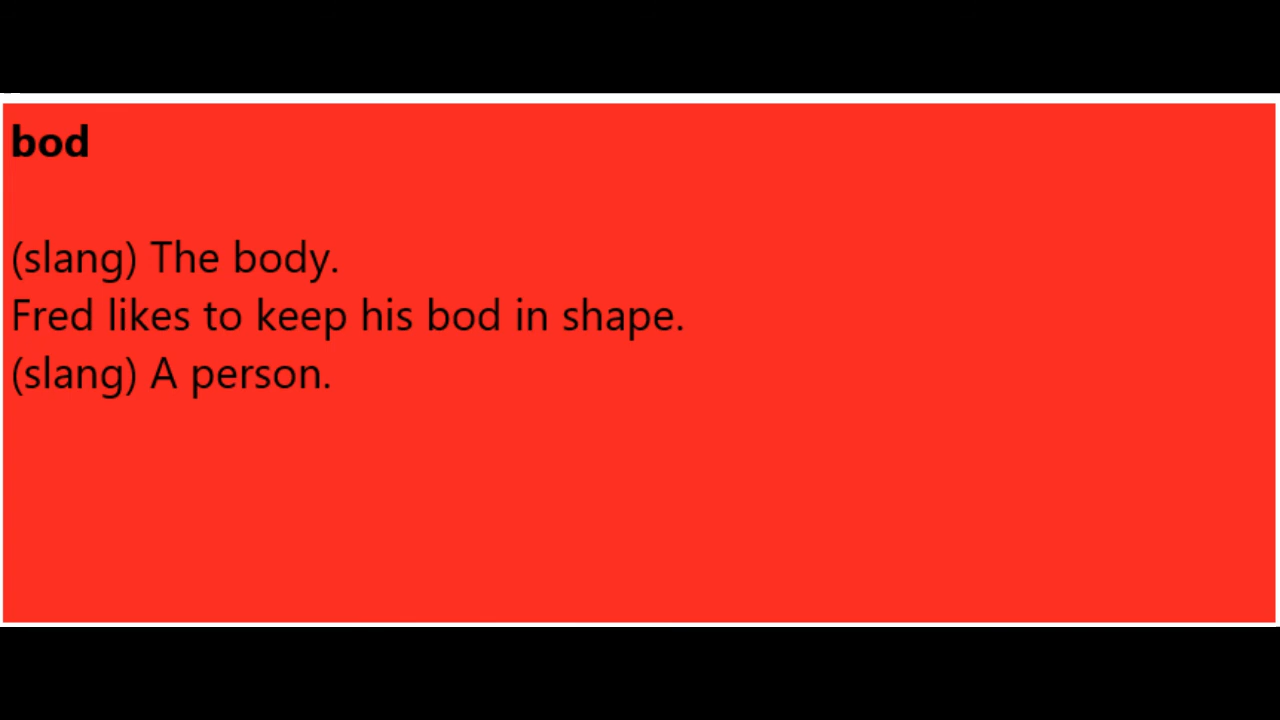 bod
(slang) The body.
Fred likes to keep his bod in shape.
(slang) A person.